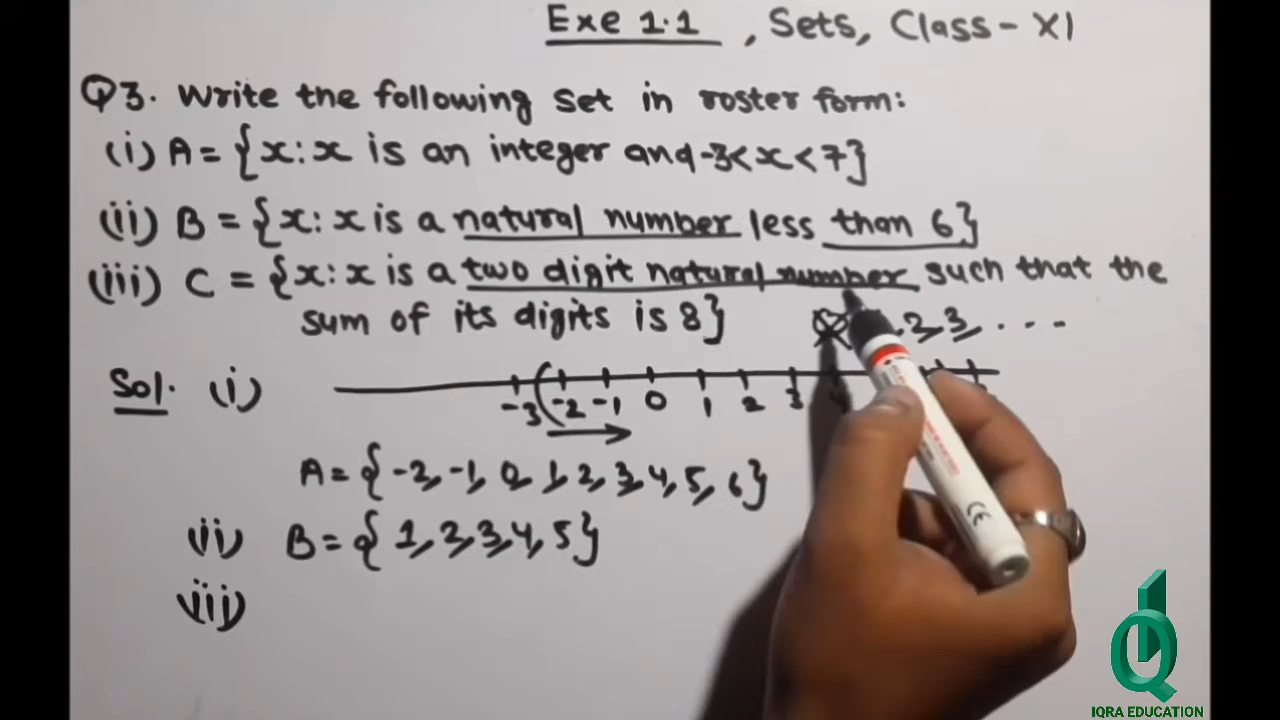 Exe 1.1 , Sets, Class - XI
Q3. Write the following set in roster form:
(i) A = {x: x is an integer and -3 < x < 7}
(ii) B = {x: x is a natural number less than 6}
(iii) C = {x: x is a two digit natural number such that the
sum of its digits is 8}
, 2, 3, . - - -
Sol. (i)
-3 (-2 -1 0 1 2 3
A = {-2, -1, 0, 1, 2, 3, 4, 5, 6}
(ii) B = {1, 2, 3, 4, 5}
(iii)
CE
IQRA EDUCATION